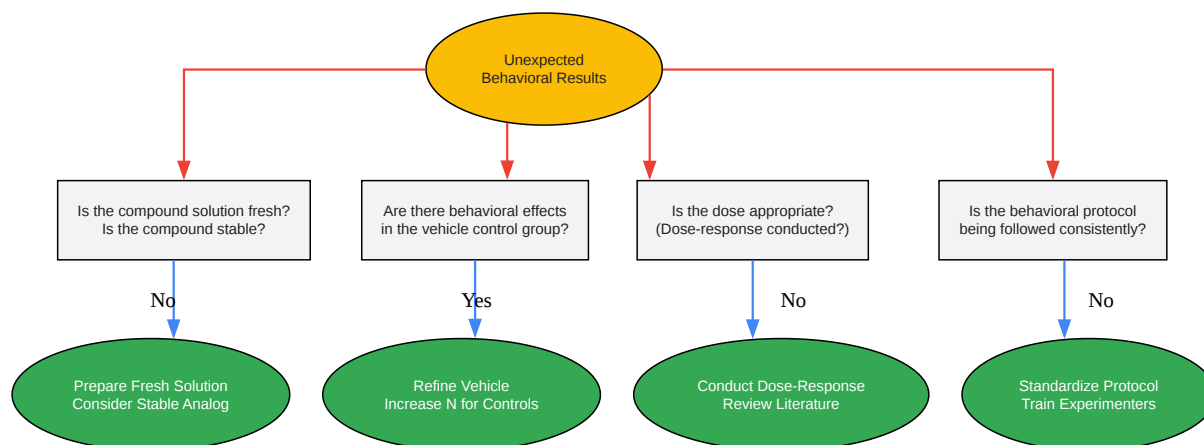 Unexpected
Behavioral Results
Is the compound solution fresh?
Is the compound stable?
Are there behavioral effects
in the vehicle control group?
Is the dose appropriate?
(Dose-response conducted?)
Is the behavioral protocol
being followed consistently?
No
Yes
No
No
Prepare Fresh Solution
Consider Stable Analog
Refine Vehicle
Increase N for Controls
Conduct Dose-Response
Review Literature
Standardize Protocol
Train Experimenters